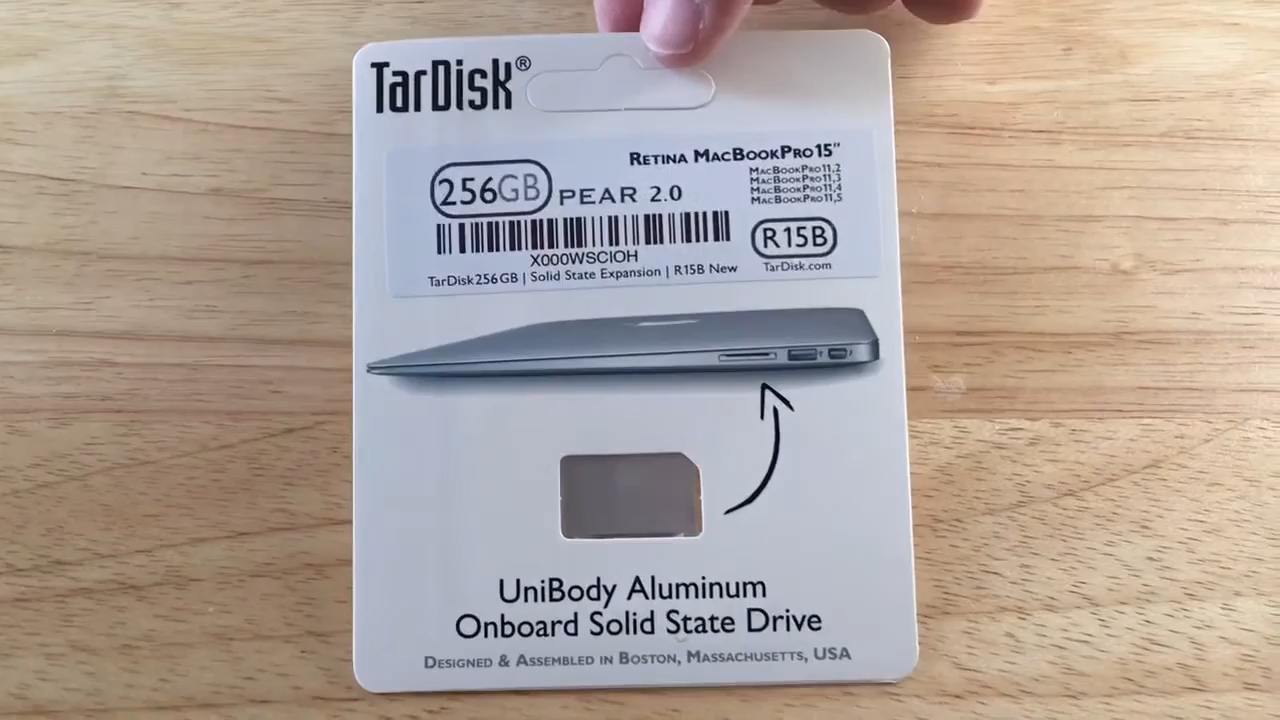 TarDisk®
Retina MacBookPro15"
256GB PEAR 2.0
MacBookPro11,2
MacBookPro11,3
MacBookPro11,4
MacBookPro11,5
R15B
TarDisk.com
X000WSCIOH
TarDisk256GB | Solid State Expansion | R15B New
UniBody Aluminum
Onboard Solid State Drive
Designed & Assembled in Boston, Massachusetts, USA